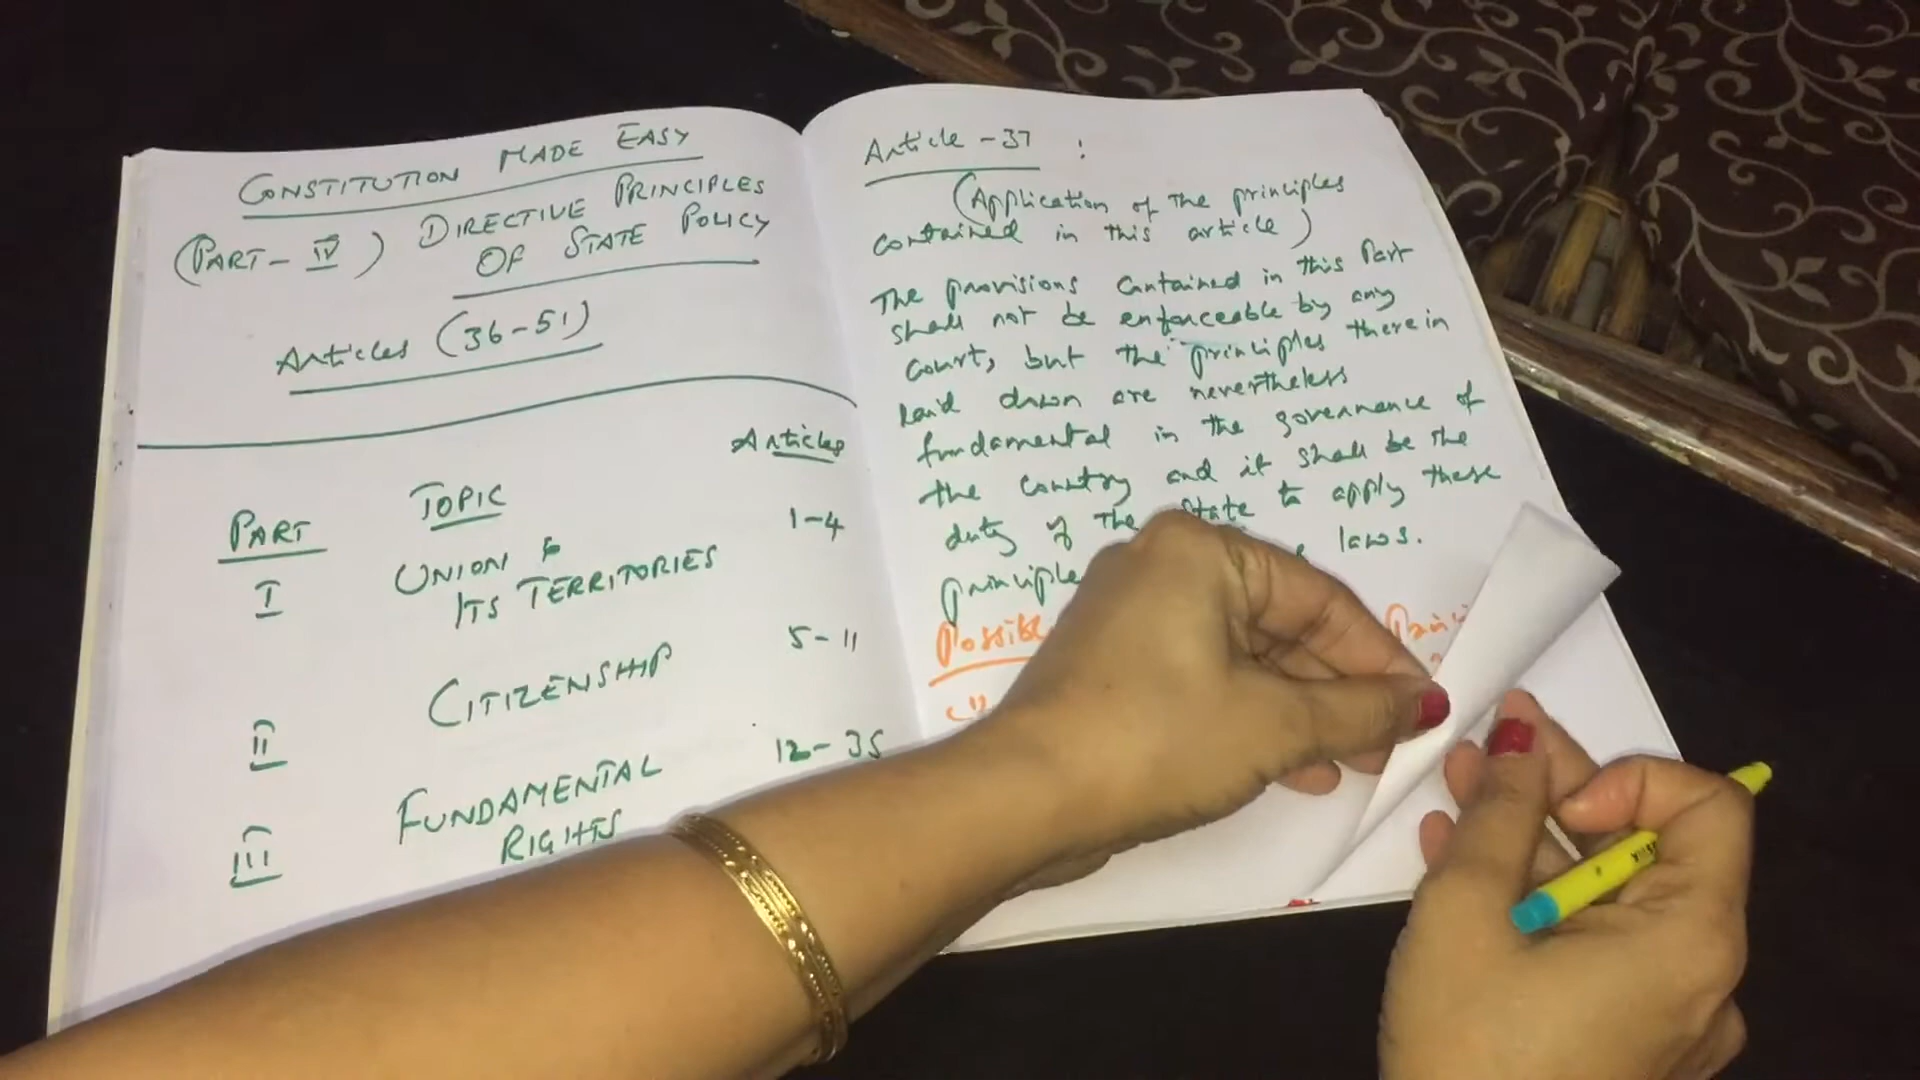 CONSTITUTION MADE EASY
(PART-IV) DIRECTIVE PRINCIPLES
OF STATE POLICY
Articles (36-51)
PART TOPIC Articles
I UNION & 1-4
ITS TERRITORIES
II CITIZENSHIP 5-11
III FUNDAMENTAL 12-35
RIGHTS
Article -37 :
(Application of the principles
contained in this article)
The provisions contained in this Part
shall not be enforceable by any
court, but the principles therein
laid down are nevertheless
fundamental in the governance of
the country and it shall be the
duty of the State to apply these
laws.